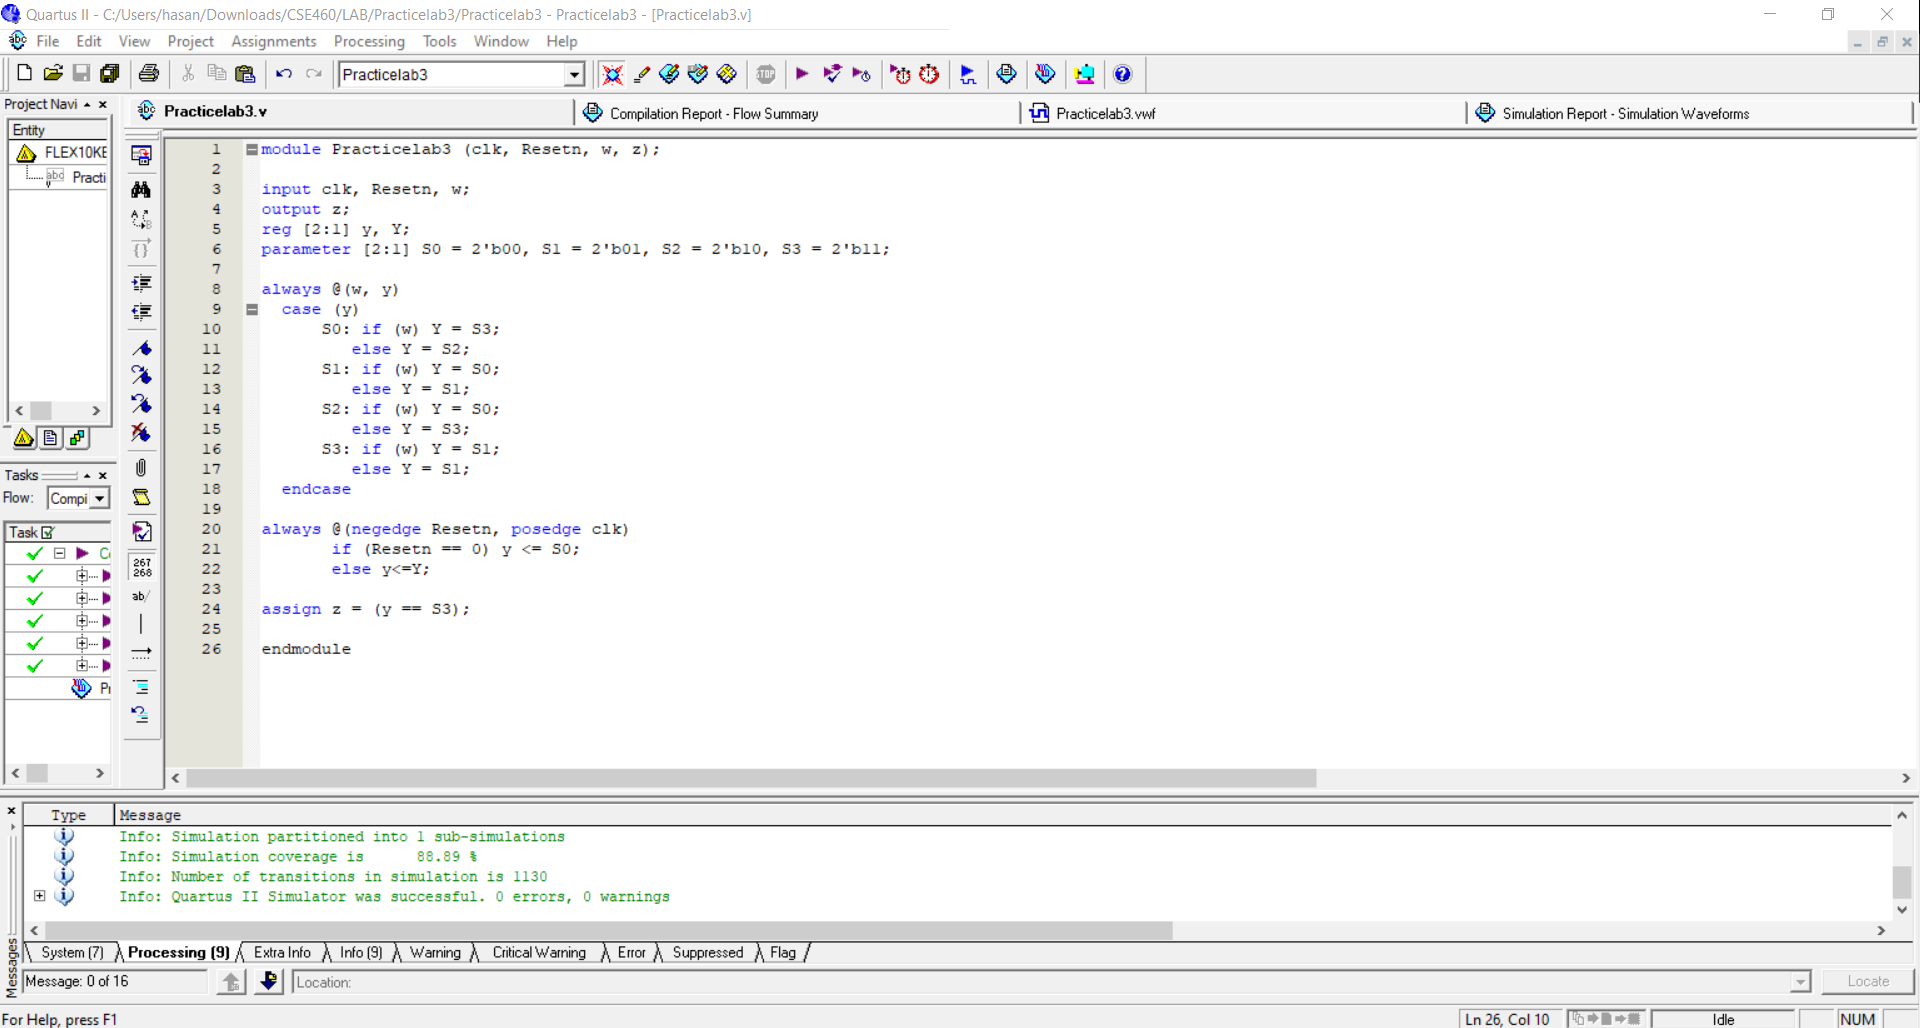 Quartus II - C:/Users/hasan/Downloads/CSE460/LAB/Practicelab3/Practicelab3 - Practicelab3 - [Practicelab3.v]
File Edit View Project Assignments Processing Tools Window Help
Practicelab3
Project Navi
Entity
FLEX10KE
Practi
Practicelab3.v
Compilation Report - Flow Summary
Practicelab3.vwf
Simulation Report - Simulation Waveforms
1 module Practicelab3 (clk, Resetn, w, z);
2
3 input clk, Resetn, w;
4 output z;
5 reg [2:1] y, Y;
6 parameter [2:1] S0 = 2'b00, S1 = 2'b01, S2 = 2'b10, S3 = 2'b11;
7
8 always @(w, y)
9 case (y)
10 S0: if (w) Y = S3;
11 else Y = S2;
12 S1: if (w) Y = S0;
13 else Y = S1;
14 S2: if (w) Y = S0;
15 else Y = S3;
16 S3: if (w) Y = S1;
17 else Y = S1;
18 endcase
19
20 always @(negedge Resetn, posedge clk)
21 if (Resetn == 0) y <= S0;
22 else y<=Y;
23
24 assign z = (y == S3);
25
26 endmodule
267
268
ab/
Tasks
Flow: Compi
Task
Type Message
Info: Simulation partitioned into 1 sub-simulations
Info: Simulation coverage is 88.89 %
Info: Number of transitions in simulation is 1130
Info: Quartus II Simulator was successful. 0 errors, 0 warnings
System (7) Processing (9) Extra Info Info (9) Warning Critical Warning Error Suppressed Flag
Messages
Message: 0 of 16
Location:
Locate
For Help, press F1
Ln 26, Col 10
Idle
NUM